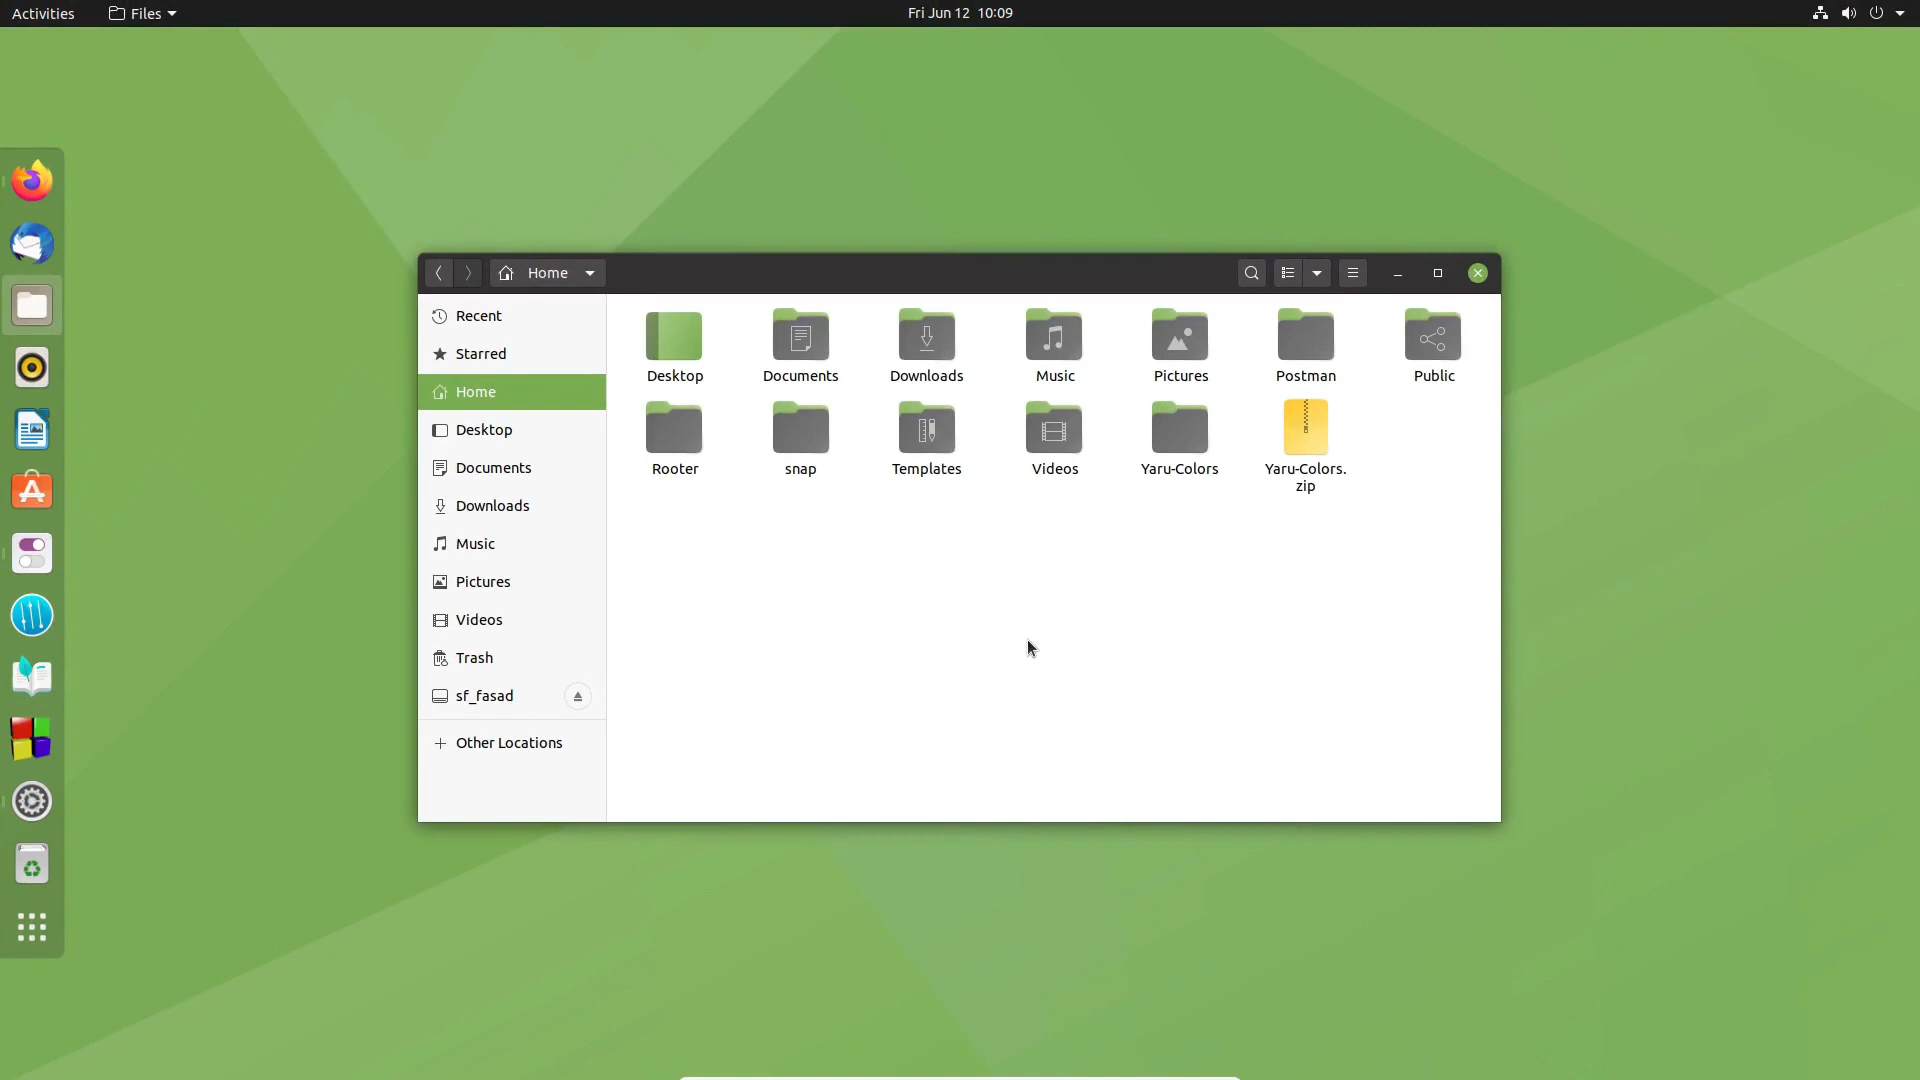 Activities
Files
Fri Jun 12 10:09
Home
Recent
Starred
Home
Desktop
Documents
Downloads
Music
Pictures
Videos
Trash
sf_fasad
Other Locations
Desktop
Documents
Downloads
Music
Pictures
Postman
Public
Rooter
snap
Templates
Videos
Yaru-Colors
Yaru-Colors.
zip